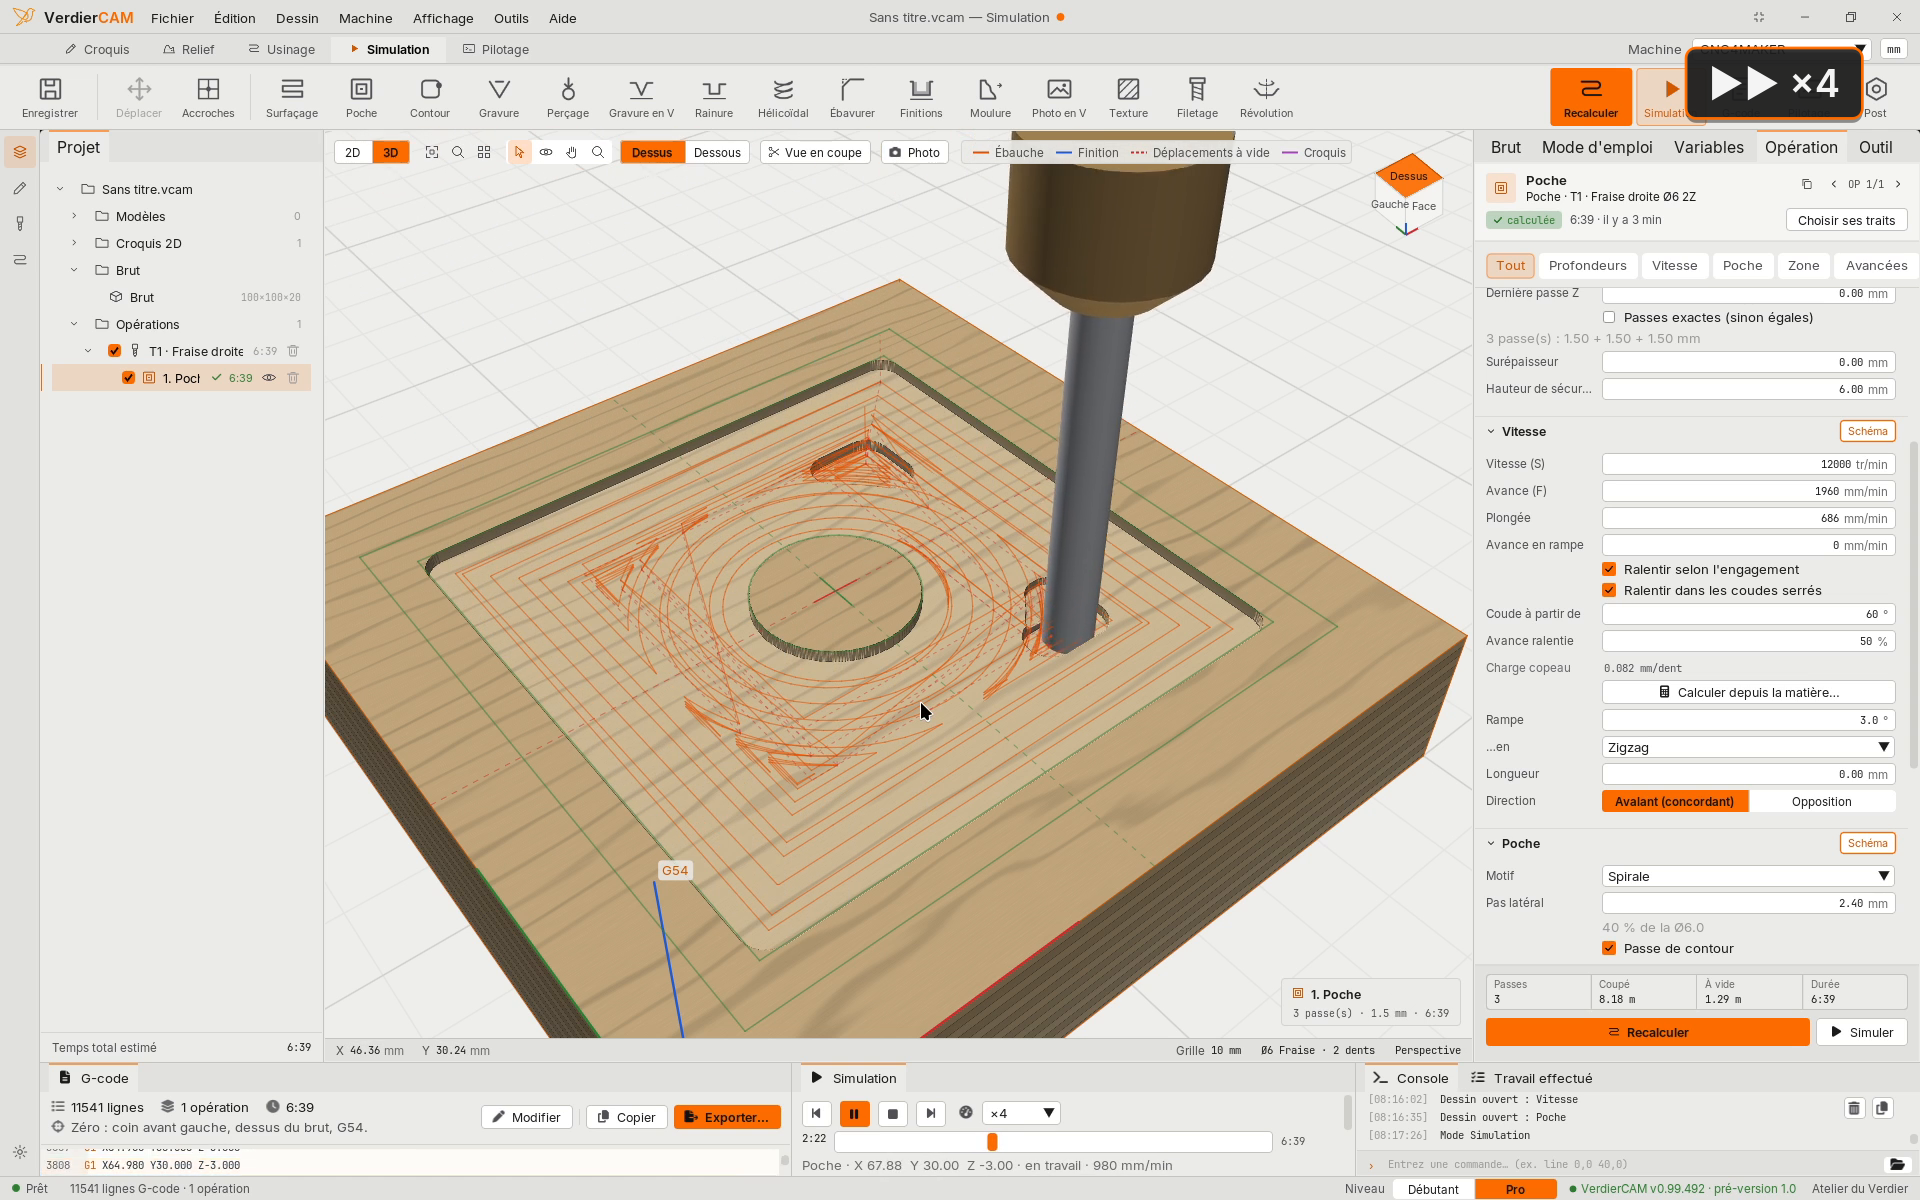 VerdierCAM
Fichier Édition Dessin Machine Affichage Outils Aide
Sans titre.vcam — Simulation
Croquis Relief Usinage Simulation Pilotage
Machine mm
×4
Enregistrer Déplacer Accroches Surfaçage Poche Contour Gravure Gravure en V Perçage Rainure Hélicoïdal Ébavurer Finitions Moulure Photo en V Texture Filetage Révolution
Recalculer Post
Projet
Sans titre.vcam
Modèles 0
Croquis 2D 1
Brut
Brut 100×100×20
Opérations 1
T1 · Fraise droite 6:39
1. Poch 6:39
Temps total estimé 6:39
2D 3D Dessus Dessous Vue en coupe Photo
Ébauche Finition Déplacements à vide Croquis
Dessus
Gauche Face
G54
1. Poche
3 passe(s) · 1.5 mm · 6:39
X 46.36 mm Y 30.24 mm
Grille 10 mm Ø6 Fraise · 2 dents Perspective
Brut Mode d'emploi Variables Opération Outil
Poche
Poche · T1 · Fraise droite Ø6 2Z
OP 1/1
calculée 6:39 · il y a 3 min
Choisir ses traits
Tout Profondeurs Vitesse Poche Zone Avancées
Dernière passe Z 0.00 mm
Passes exactes (sinon égales)
3 passe(s) : 1.50 + 1.50 + 1.50 mm
Surépaisseur 0.00 mm
Hauteur de sécur... 6.00 mm
Vitesse Schéma
Vitesse (S) 12000 tr/min
Avance (F) 1960 mm/min
Plongée 686 mm/min
Avance en rampe 0 mm/min
Ralentir selon l'engagement
Ralentir dans les coudes serrés
Coude à partir de 60 °
Avance ralentie 50 %
Charge copeau 0.082 mm/dent
Calculer depuis la matière...
Rampe 3.0 °
...en Zigzag
Longueur 0.00 mm
Direction Avalant (concordant) Opposition
Poche Schéma
Motif Spirale
Pas latéral 2.40 mm
40 % de la Ø6.0
Passe de contour
Passes Coupé À vide Durée
3 8.18 m 1.29 m 6:39
Recalculer Simuler
G-code
11541 lignes 1 opération 6:39
Modifier Copier Exporter...
Zéro : coin avant gauche, dessus du brut, G54.
3808 G1 X64.980 Y30.000 Z-3.000
Simulation
×4
2:22 6:39
Poche · X 67.88 Y 30.00 Z -3.00 · en travail · 980 mm/min
Console Travail effectué
[08:16:02] Dessin ouvert : Vitesse
[08:16:35] Dessin ouvert : Poche
[08:17:26] Mode Simulation
Entrez une commande… (ex. line 0,0 40,0)
Prêt 11541 lignes G-code · 1 opération
Niveau Débutant Pro VerdierCAM v0.99.492 · pré-version 1.0 Atelier du Verdier